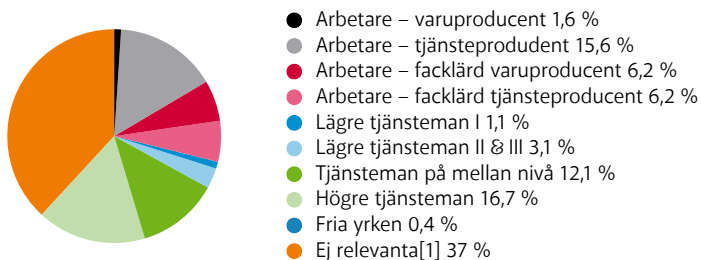 Arbetare – varuproducent 1,6 %
Arbetare – tjänsteprodudent 15,6 %
Arbetare – facklärd varuproducent 6,2 %
Arbetare – facklärd tjänsteproducent 6,2 %
Lägre tjänsteman I 1,1 %
Lägre tjänsteman II & III 3,1 %
Tjänsteman på mellan nivå 12,1 %
Högre tjänsteman 16,7 %
Fria yrken 0,4 %
Ej relevanta[1] 37 %